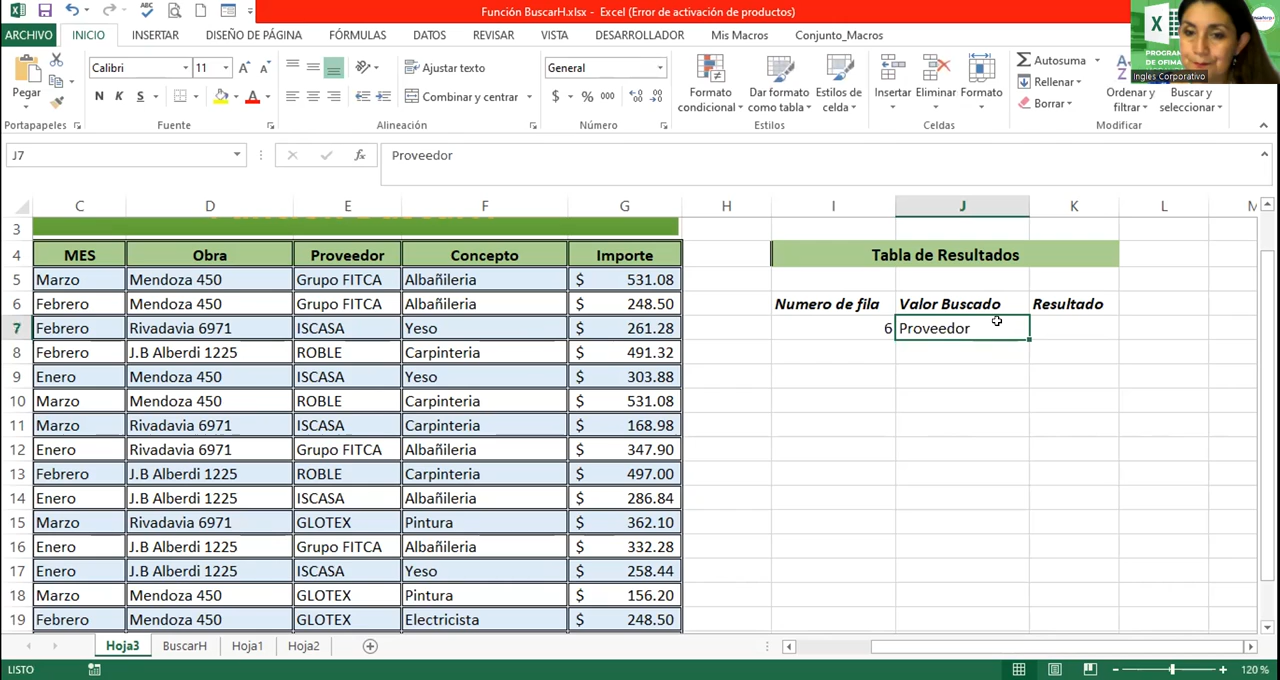 Función BuscarH.xlsx - Excel (Error de activación de productos)
ARCHIVO INICIO INSERTAR DISEÑO DE PÁGINA FÓRMULAS DATOS REVISAR VISTA DESARROLLADOR Mis Macros Conjunto_Macros
Ingles Corporativo
Pegar
Calibri 11
N K S
Ajustar texto
Combinar y centrar
General
$ % 000
Formato condicional
Dar formato como tabla
Estilos de celda
Insertar Eliminar Formato
Autosuma
Rellenar
Borrar
Ordenar y filtrar
Buscar y seleccionar
Portapapeles Fuente Alineación Número Estilos Celdas Modificar
J7 fx Proveedor
C D E F G H I J K L M
3
4 MES Obra Proveedor Concepto Importe Tabla de Resultados
5 Marzo Mendoza 450 Grupo FITCA Albañileria $ 531.08
6 Febrero Mendoza 450 Grupo FITCA Albañileria $ 248.50 Numero de fila Valor Buscado Resultado
7 Febrero Rivadavia 6971 ISCASA Yeso $ 261.28 6 Proveedor
8 Febrero J.B Alberdi 1225 ROBLE Carpinteria $ 491.32
9 Enero Mendoza 450 ISCASA Yeso $ 303.88
10 Marzo Mendoza 450 ROBLE Carpinteria $ 531.08
11 Marzo Rivadavia 6971 ISCASA Carpinteria $ 168.98
12 Enero Rivadavia 6971 Grupo FITCA Albañileria $ 347.90
13 Febrero J.B Alberdi 1225 ROBLE Carpinteria $ 497.00
14 Enero J.B Alberdi 1225 ISCASA Albañileria $ 286.84
15 Marzo Rivadavia 6971 GLOTEX Pintura $ 362.10
16 Enero J.B Alberdi 1225 Grupo FITCA Albañileria $ 332.28
17 Enero J.B Alberdi 1225 ISCASA Yeso $ 258.44
18 Marzo Mendoza 450 GLOTEX Pintura $ 156.20
19 Febrero Mendoza 450 GLOTEX Electricista $ 248.50
Hoja3 BuscarH Hoja1 Hoja2
LISTO 120 %